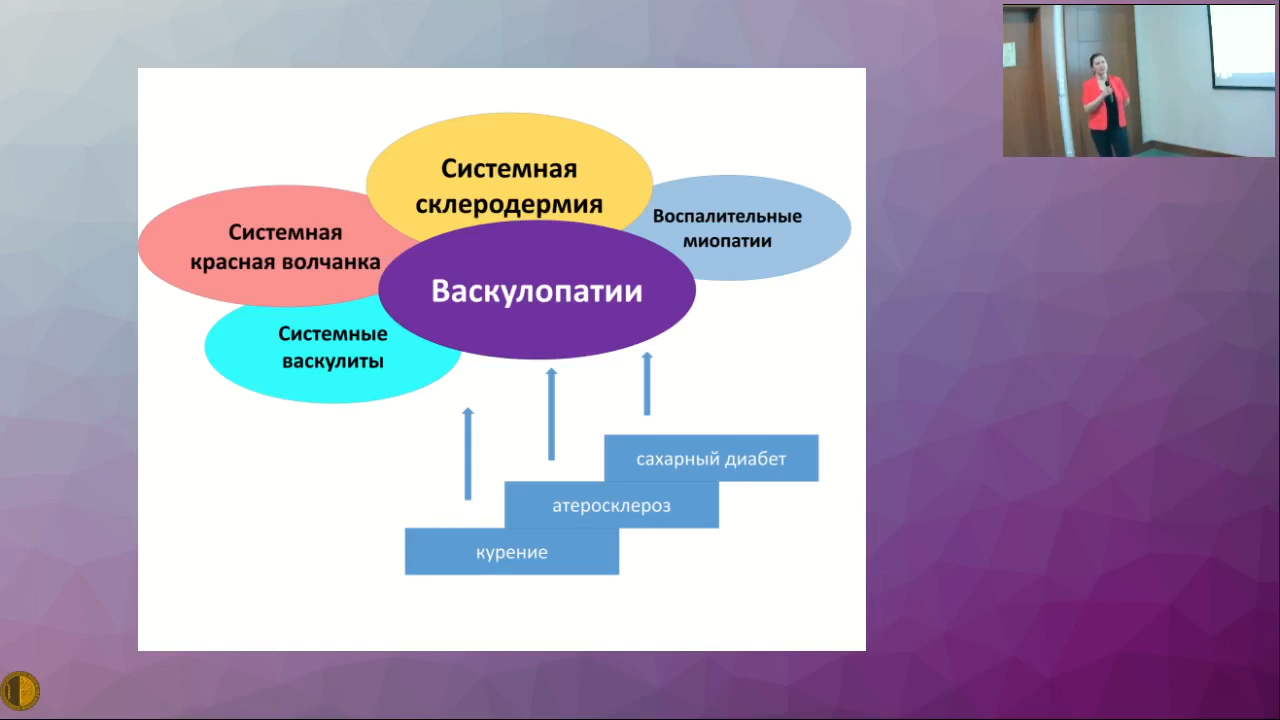 Системная
склеродермия
Воспалительные
миопатии
Системная
красная волчанка
Васкулопатии
Системные
васкулиты
сахарный диабет
атеросклероз
курение